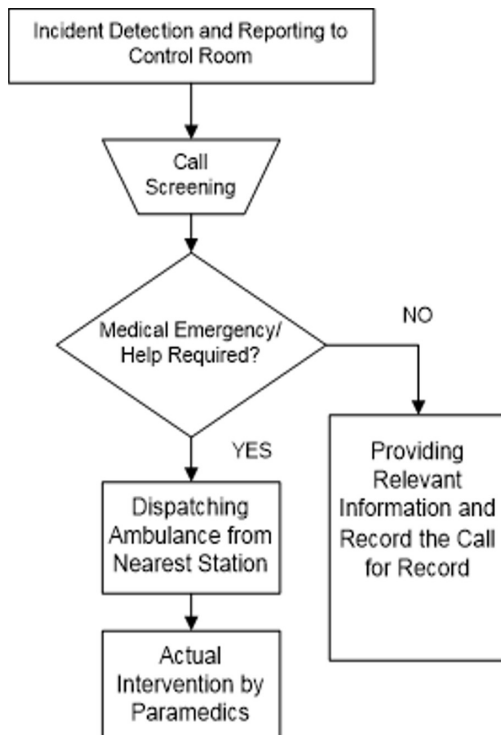 Incident Detection and Reporting to
Control Room
Call
Screening
Medical Emergency/
Help Required?
NO
YES
Providing
Relevant
Information and
Record the Call
for Record
Dispatching
Ambulance from
Nearest Station
Actual
Intervention by
Paramedics